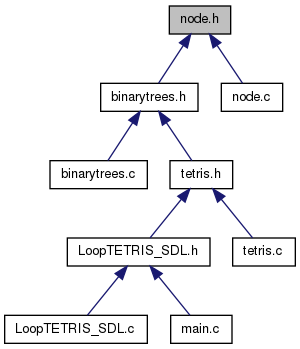 node.h
binarytrees.h
node.c
binarytrees.c
tetris.h
LoopTETRIS_SDL.h
tetris.c
LoopTETRIS_SDL.c
main.c